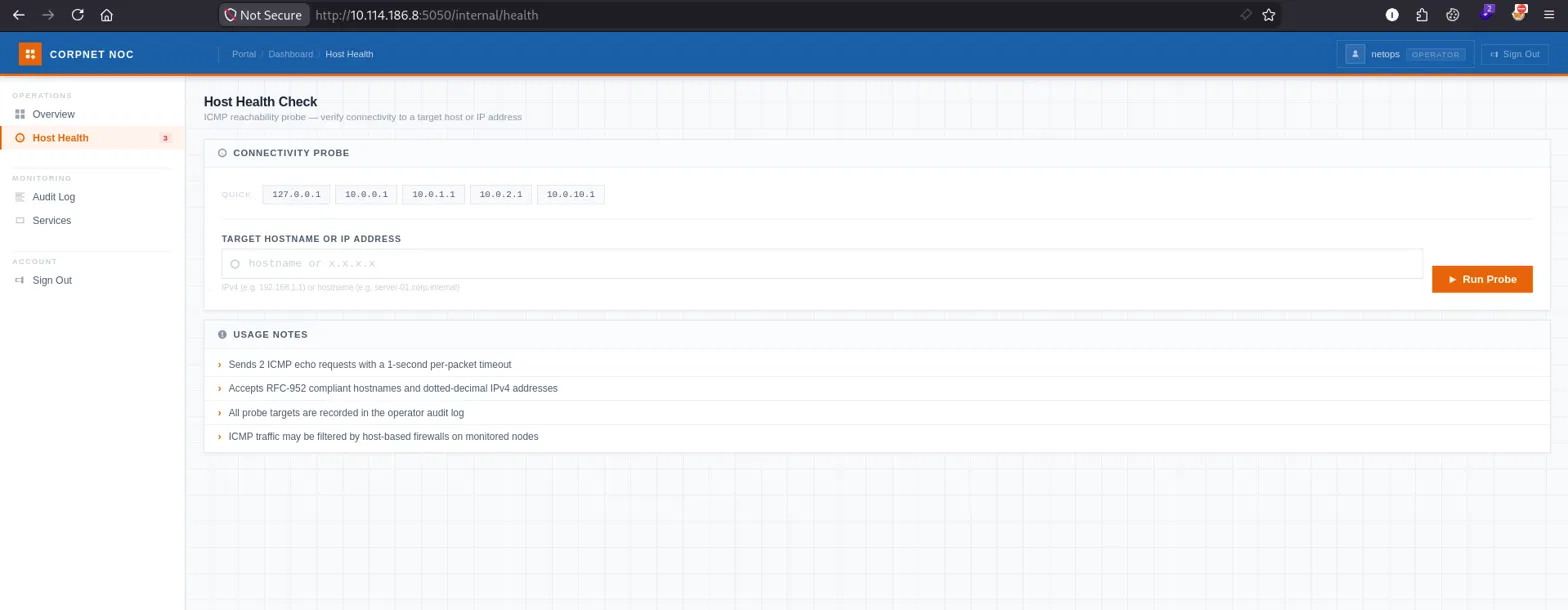 Not Secure http://10.114.186.8:5050/internal/health 2
CORPNET NOC Portal / Dashboard / Host Health netops OPERATOR Sign Out
OPERATIONS
Overview
Host Health 3
MONITORING
Audit Log
Services
ACCOUNT
Sign Out
Host Health Check
ICMP reachability probe — verify connectivity to a target host or IP address
CONNECTIVITY PROBE
QUICK 127.0.0.1 10.0.0.1 10.0.1.1 10.0.2.1 10.0.10.1
TARGET HOSTNAME OR IP ADDRESS
hostname or x.x.x.x
Run Probe
IPv4 (e.g. 192.168.1.1) or hostname (e.g. server-01.corp.internal)
USAGE NOTES
› Sends 2 ICMP echo requests with a 1-second per-packet timeout
› Accepts RFC-952 compliant hostnames and dotted-decimal IPv4 addresses
› All probe targets are recorded in the operator audit log
› ICMP traffic may be filtered by host-based firewalls on monitored nodes